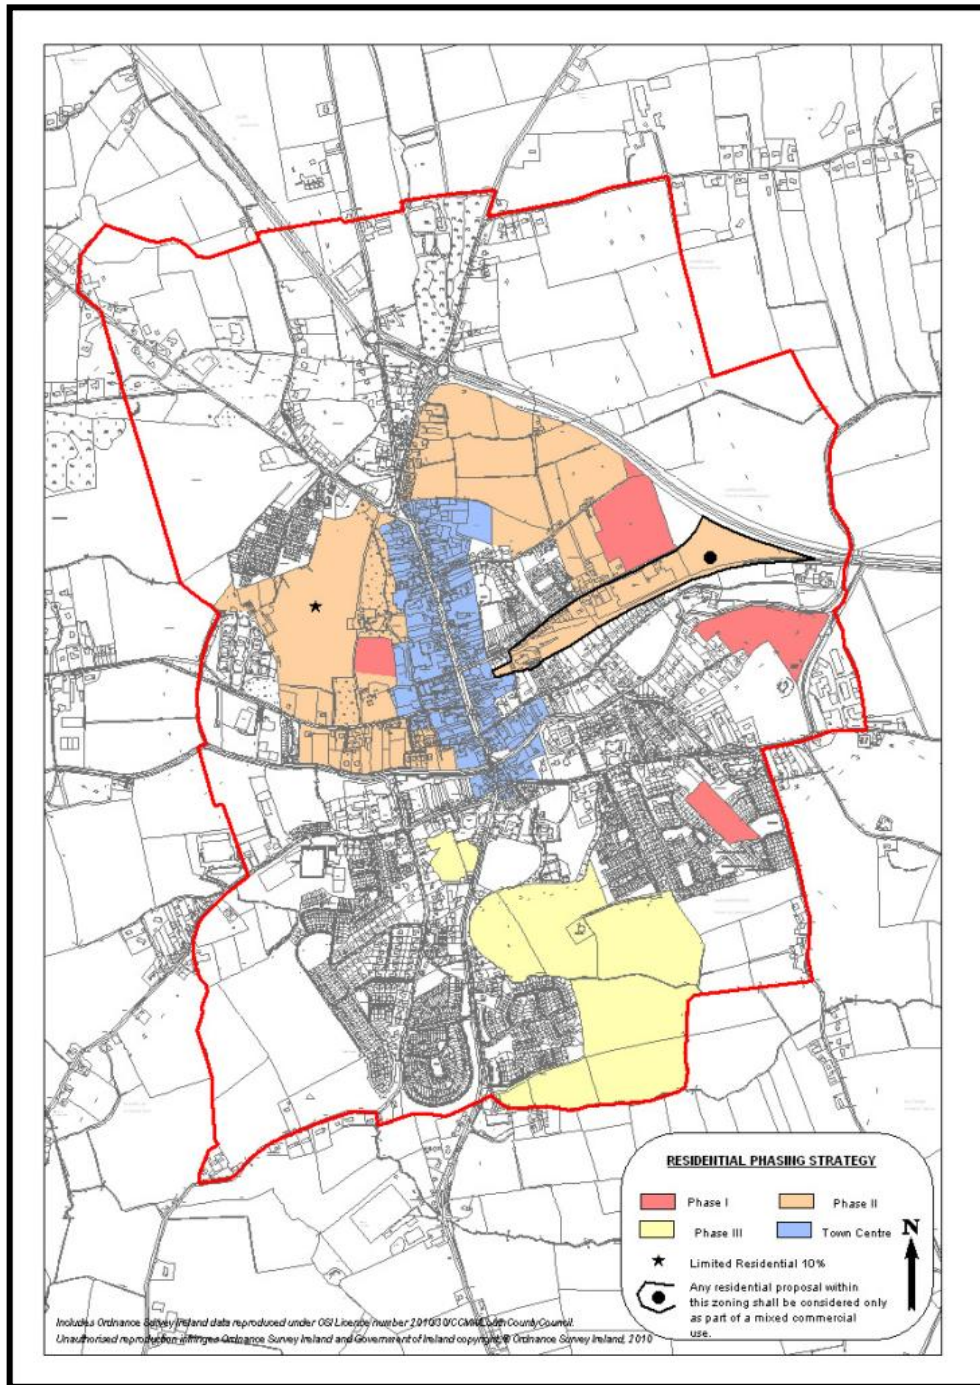 RESIDENTIAL PHASING STRATEGY
Phase I
Phase II
Phase III
Town Centre
N
Limited Residential 10%
Any residential proposal within
this zoning shall be considered only
as part of a mixed commercial
use.
Includes Ordnance Survey Ireland data reproduced under OSi Licence number
Unauthorised reproduction infringes Ordnance Survey Ireland and Government of Ireland copyright. © Ordnance Survey Ireland, 2010